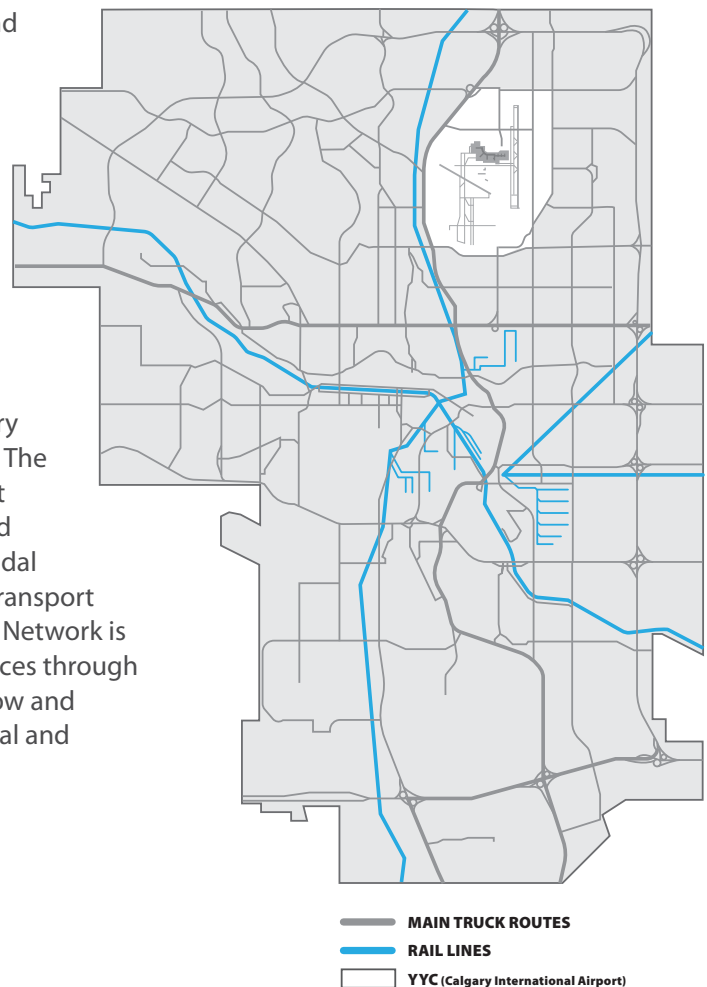 nd
ry
The
t
d
dal
ransport
Network is
ces through
ow and
al and
MAIN TRUCK ROUTES
RAIL LINES
YYC (Calgary International Airport)